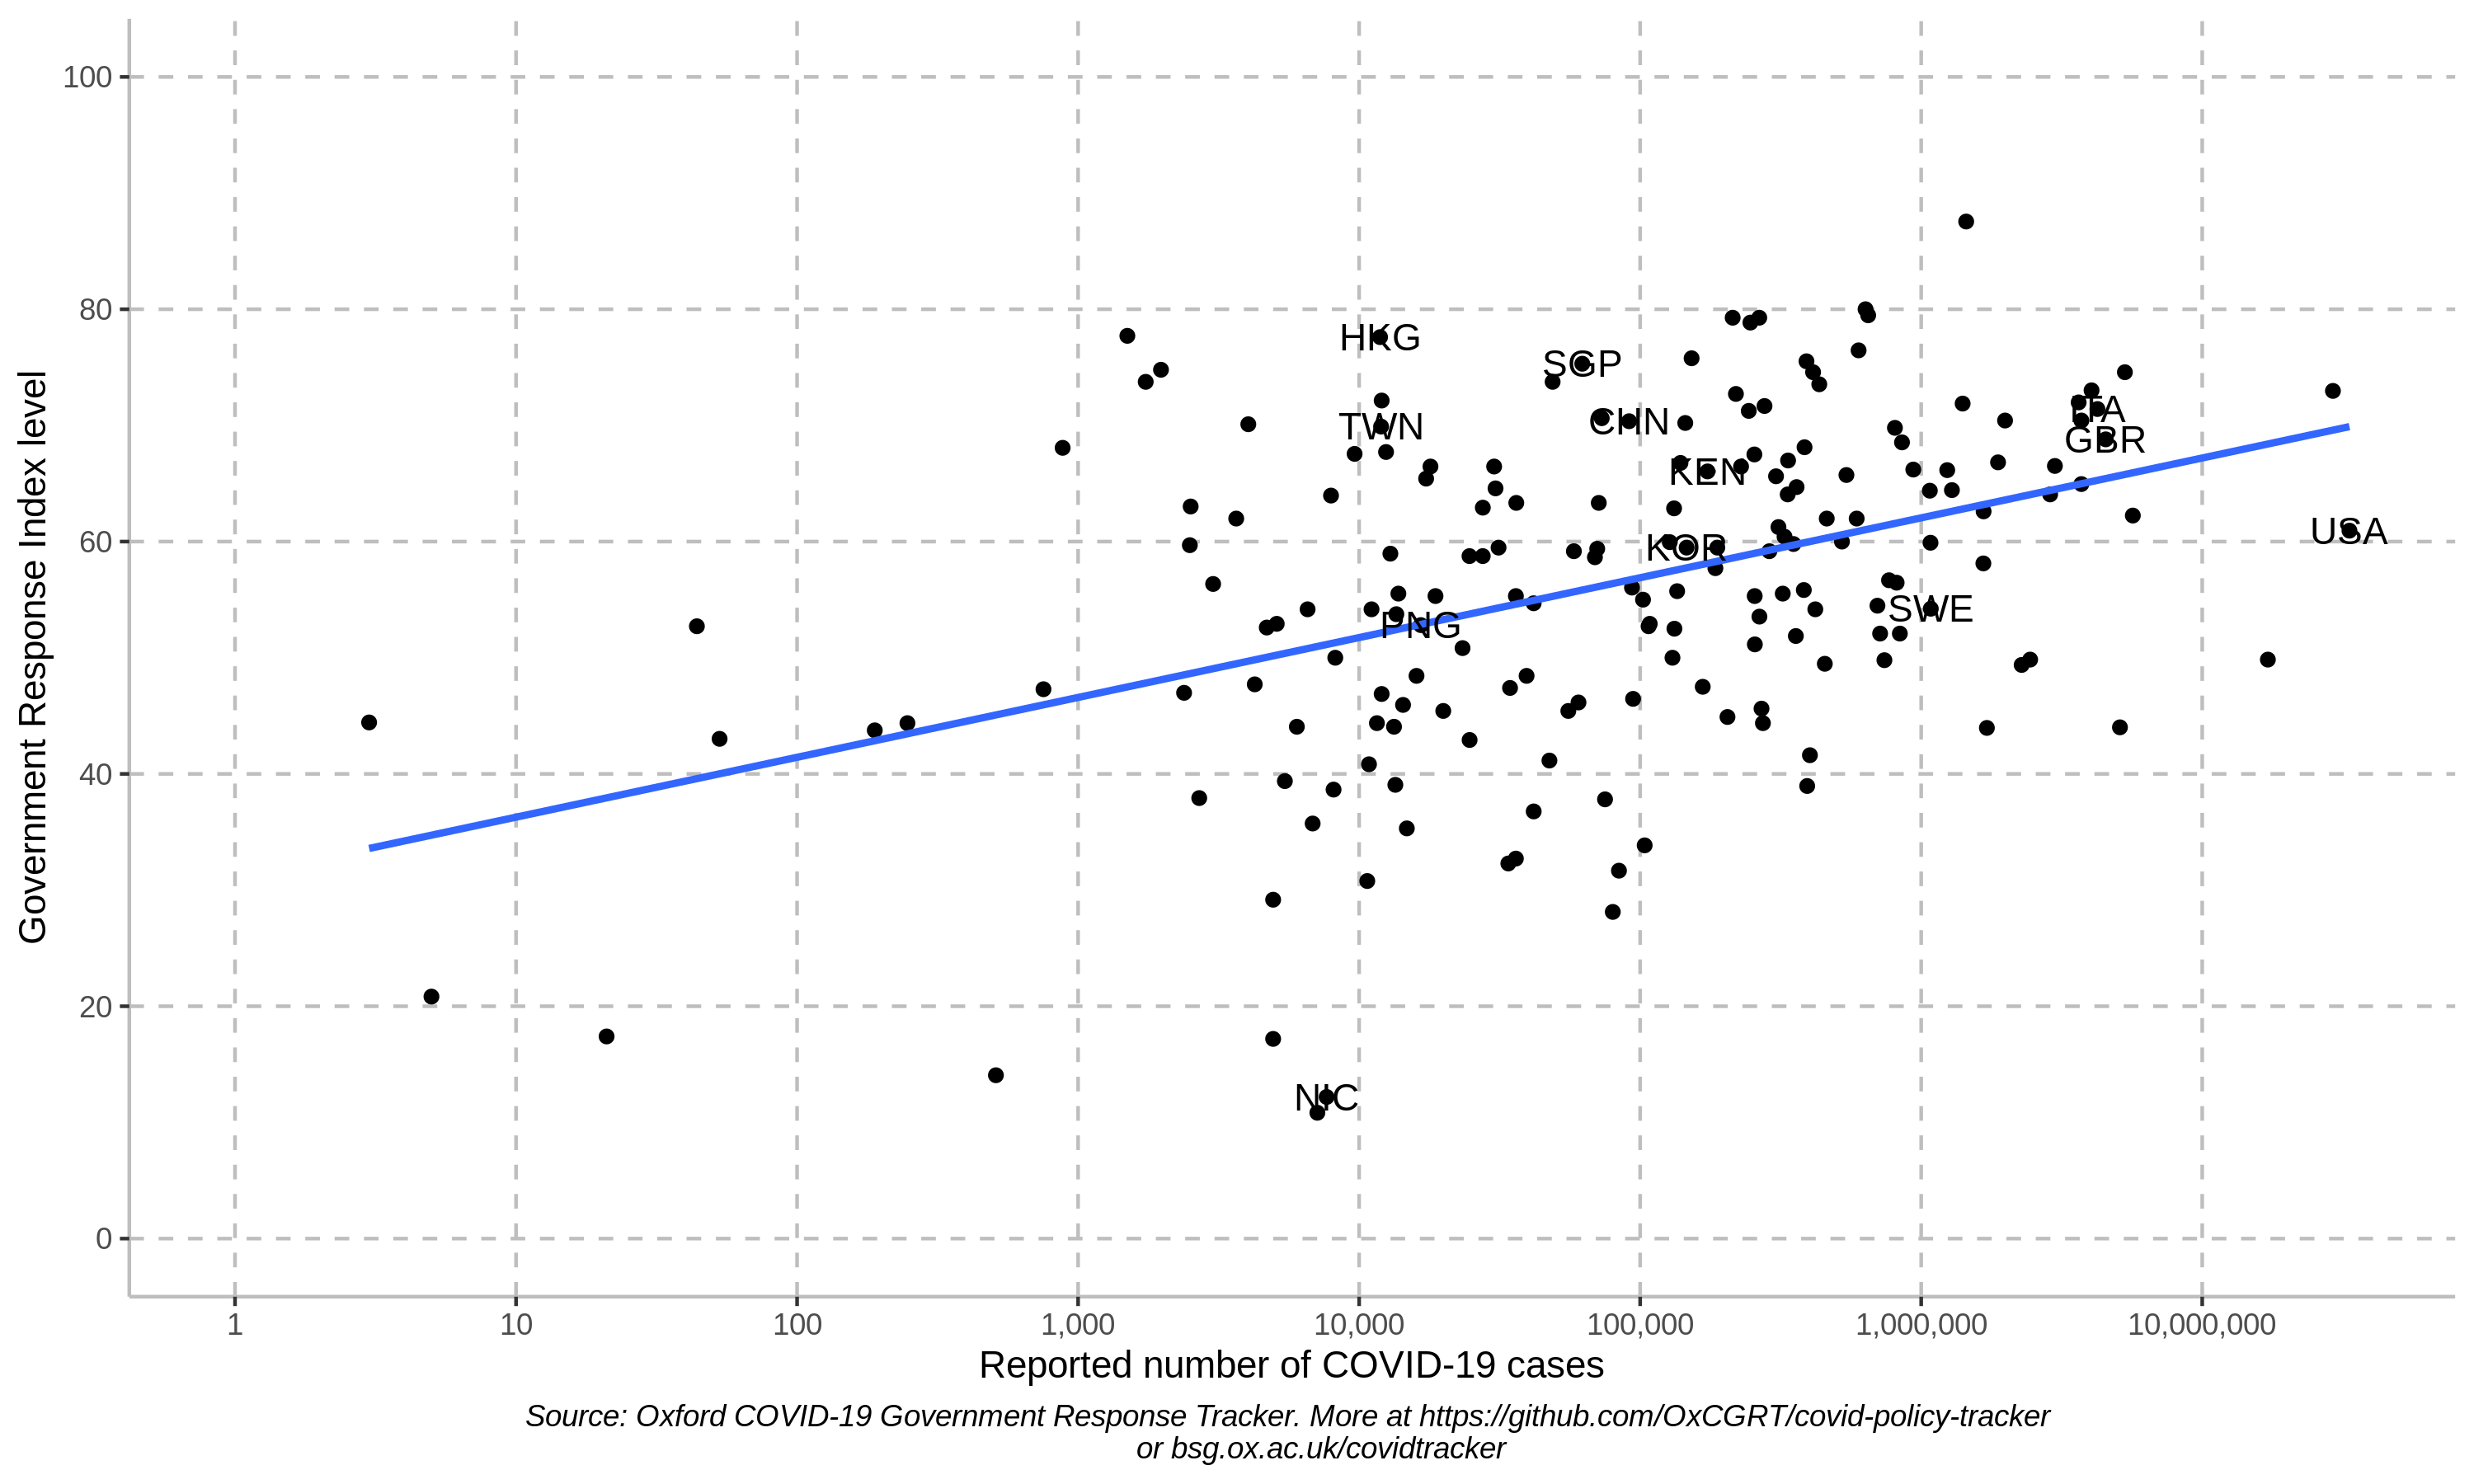 100
80
60
40
20
0
Government Response Index level
HKG
SGP
TWN
CHN
ITA
GBR
KEN
USA
KOR
SWE
PNG
NIC
1
10
100
1,000
10,000
100,000
1,000,000
10,000,000
Reported number of COVID-19 cases
Source: Oxford COVID-19 Government Response Tracker. More at https://github.com/OxCGRT/covid-policy-tracker
or bsg.ox.ac.uk/covidtracker